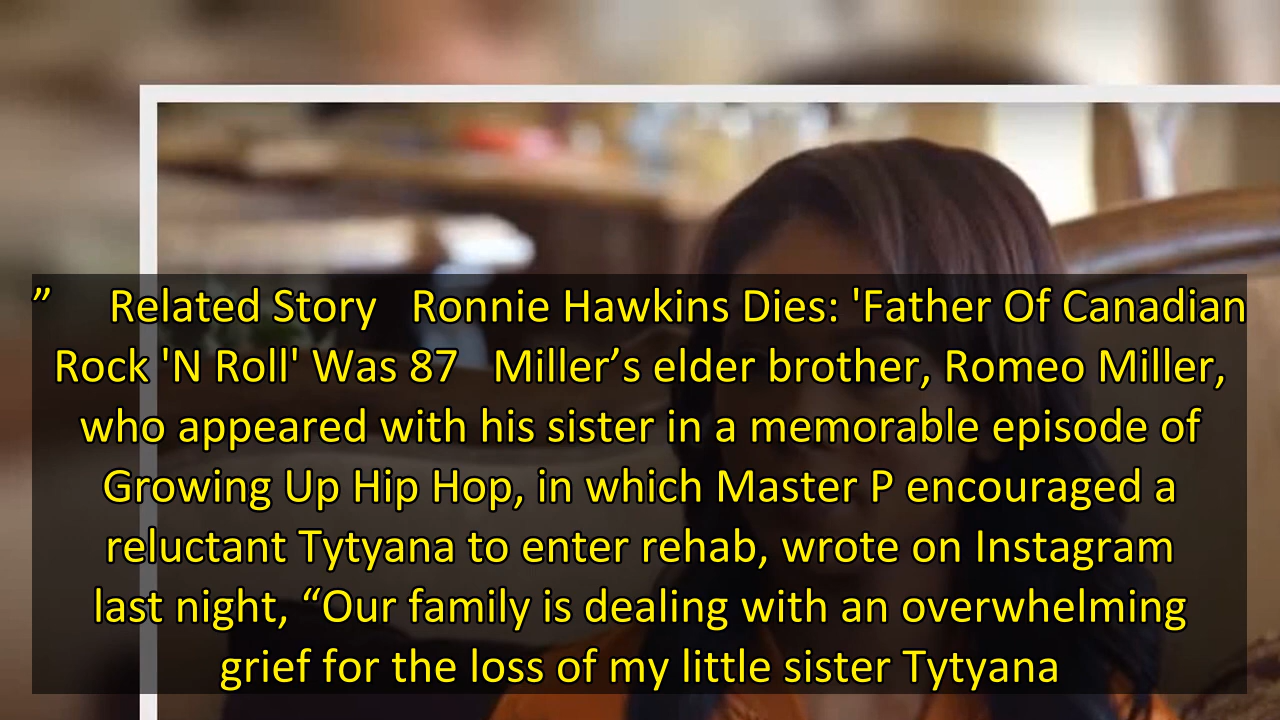 ” Related Story Ronnie Hawkins Dies: 'Father Of Canadian
Rock 'N Roll' Was 87 Miller’s elder brother, Romeo Miller,
who appeared with his sister in a memorable episode of
Growing Up Hip Hop, in which Master P encouraged a
reluctant Tytyana to enter rehab, wrote on Instagram
last night, “Our family is dealing with an overwhelming
grief for the loss of my little sister Tytyana